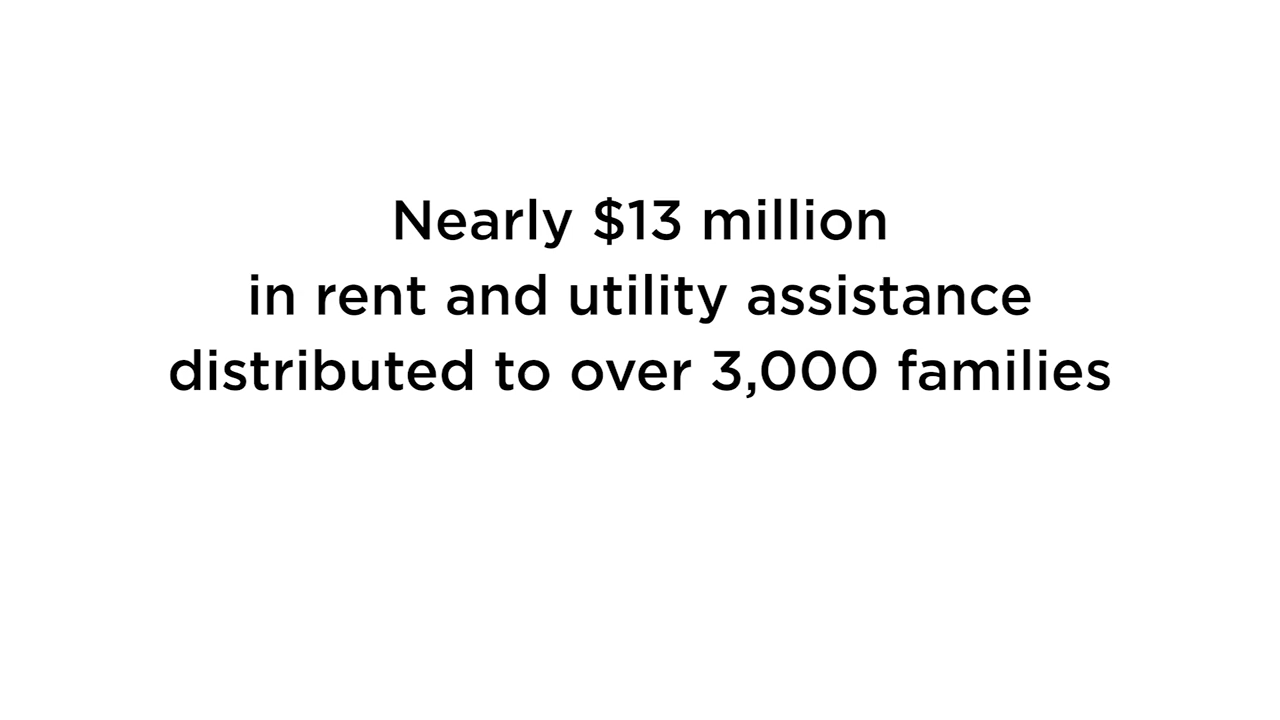 Nearly $13 million
in rent and utility assistance
distributed to over 3,000 families